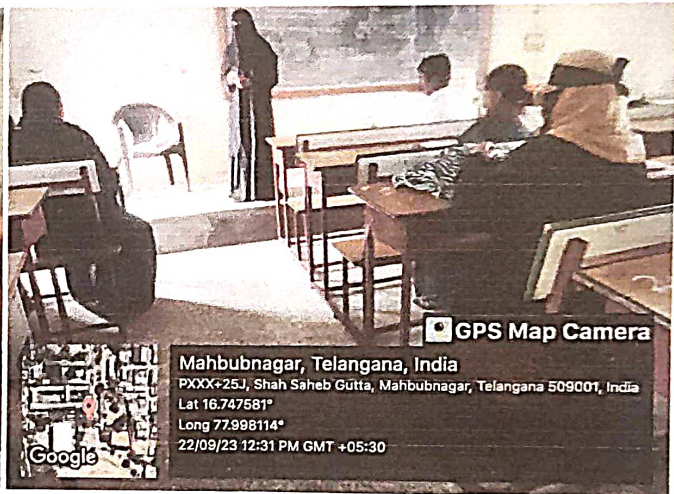 GPS Map Camera
Mahbubnagar, Telangana, India
PXXX+25J, Shah Saheb Gutta, Mahbubnagar, Telangana 509001, India
Lat 16.747581°
Long 77.998114°
22/09/23 12:31 PM GMT +05:30
Google